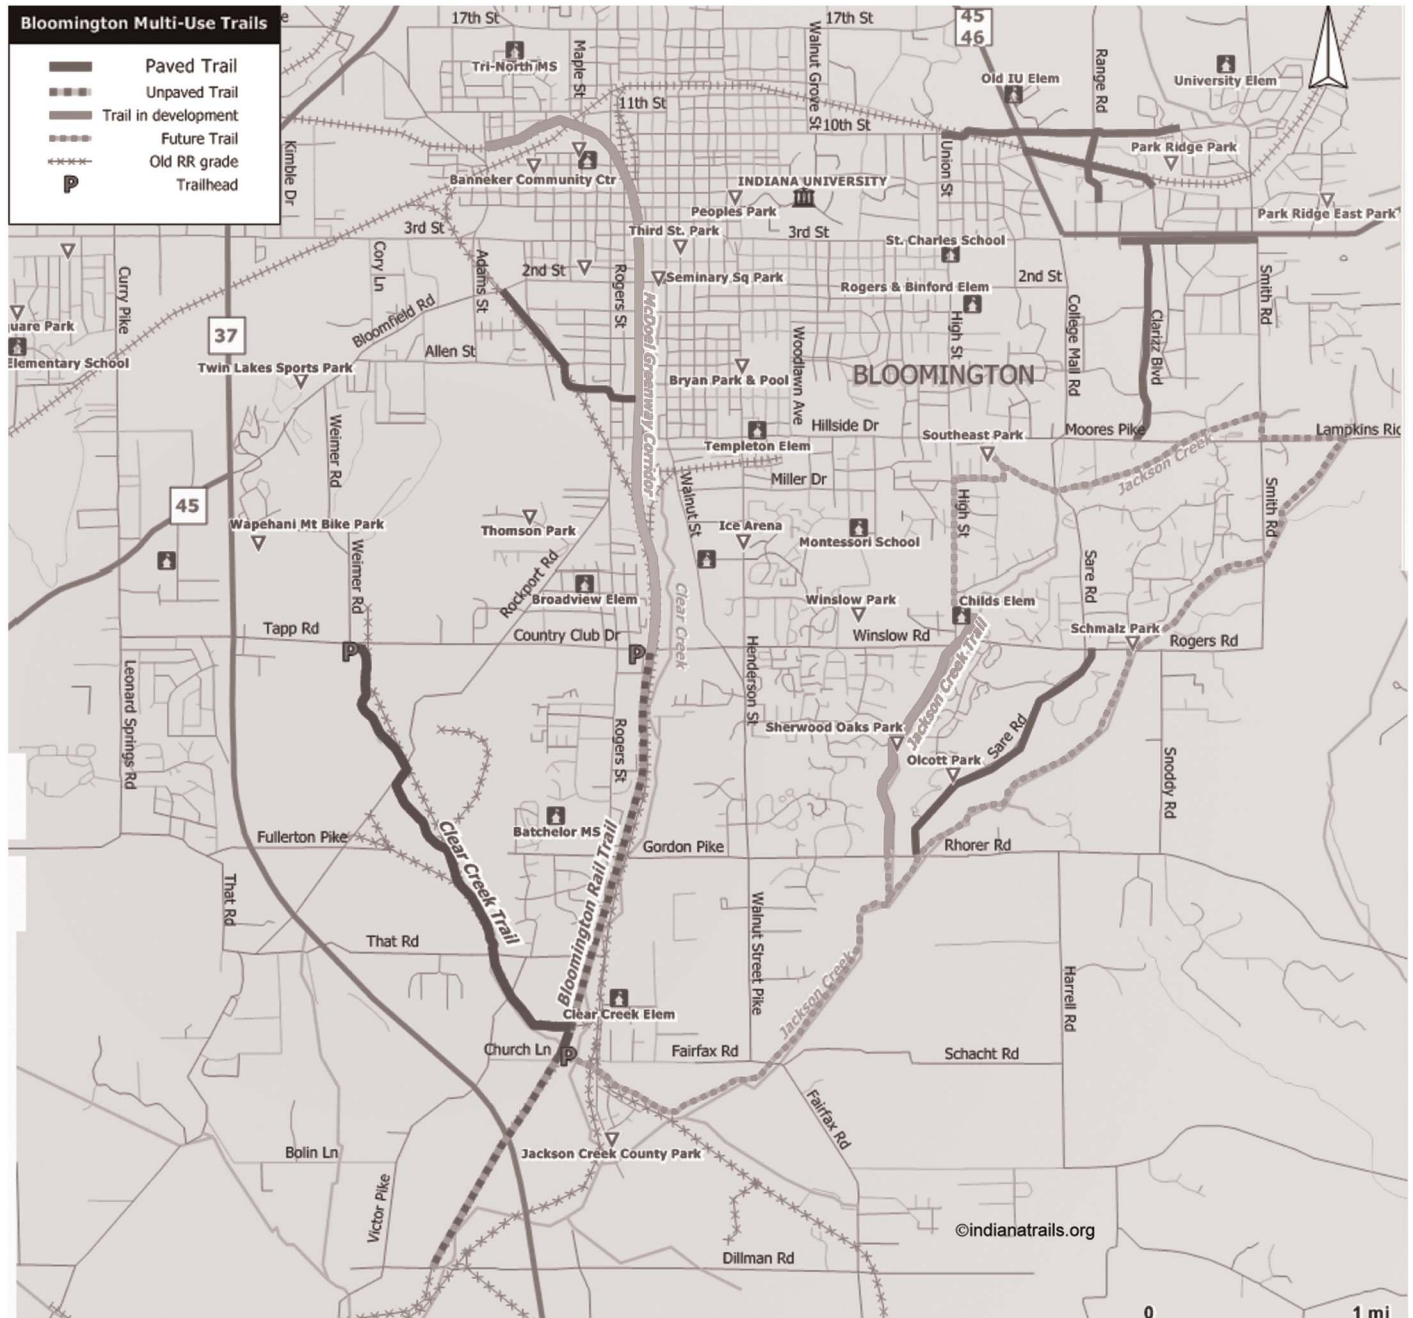 Bloomington Multi-Use Trails
Paved Trail
Unpaved Trail
Trail in development
Future Trail
Old RR grade
P Trailhead
17th St
17th St
45
46
Tri-North MS
Maple St
Walnut Grove St
Old IU Elem
Range Rd
University Elem
11th St
10th St
Kimble Dr
Banneker Community Ctr
INDIANA UNIVERSITY
Union St
Park Ridge Park
Peoples Park
Park Ridge East Park
3rd St
Third St. Park
3rd St
St. Charles School
Curry Pike
Cory Ln
Adams St
2nd St
Rogers St
Seminary Sq Park
2nd St
Smith Rd
Rogers & Binford Elem
Bloomfield Rd
uare Park
37
McDoel Greenway Corridor
High St
College Mall Rd
Clarizz Blvd
Elementary School
Allen St
Woodlawn Ave
Twin Lakes Sports Park
Bryan Park & Pool
BLOOMINGTON
Weimer Rd
Hillside Dr
Moores Pike
Lampkins Ric
Templeton Elem
Southeast Park
Jackson Creek
Miller Dr
45
Walnut St
High St
Smith Rd
Wapehani Mt Bike Park
Thomson Park
Ice Arena
Montessori School
Weimer Rd
Rockport Rd
Sare Rd
Broadview Elem
Clear Creek
Winslow Park
Childs Elem
Tapp Rd
Country Club Dr
Winslow Rd
Schmalz Park
Rogers Rd
P
P
Leonard Springs Rd
Henderson St
Jackson Creek Trail
Rogers St
Sherwood Oaks Park
Sare Rd
Olcott Park
Snoddy Rd
Fullerton Pike
Clear Creek Trail
Batchelor MS
Gordon Pike
Rhorer Rd
Bloomington Rail Trail
That Rd
That Rd
Walnut Street Pike
Jackson Creek
Harrell Rd
Clear Creek Elem
Church Ln
P
Fairfax Rd
Schacht Rd
Fairfax Rd
Bolin Ln
Jackson Creek County Park
Victor Pike
©indianatrails.org
Dillman Rd
0 1 mi